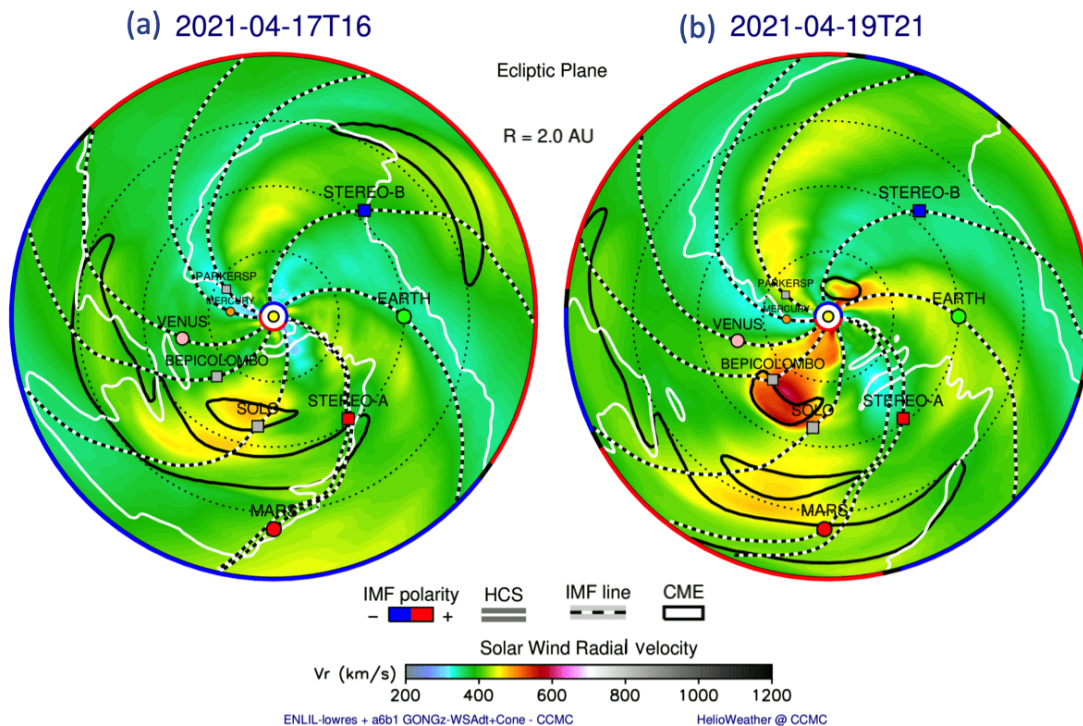 (a) 2021-04-17T16
(b) 2021-04-19T21
Ecliptic Plane
R = 2.0 AU
STEREO-B
PARKERSP
MERCURY
EARTH
VENUS
BEPICOLOMBO
SOLO
STEREO-A
MARS
STEREO-B
PARKERSP
MERCURY
EARTH
VENUS
BEPICOLOMBO
SOLO
STEREO-A
MARS
IMF polarity
− +
HCS
IMF line
CME
Solar Wind Radial Velocity
Vr (km/s)
200 400 600 800 1000 1200
ENLIL-lowres + a6b1 GONGz-WSAdt+Cone - CCMC
HelioWeather @ CCMC